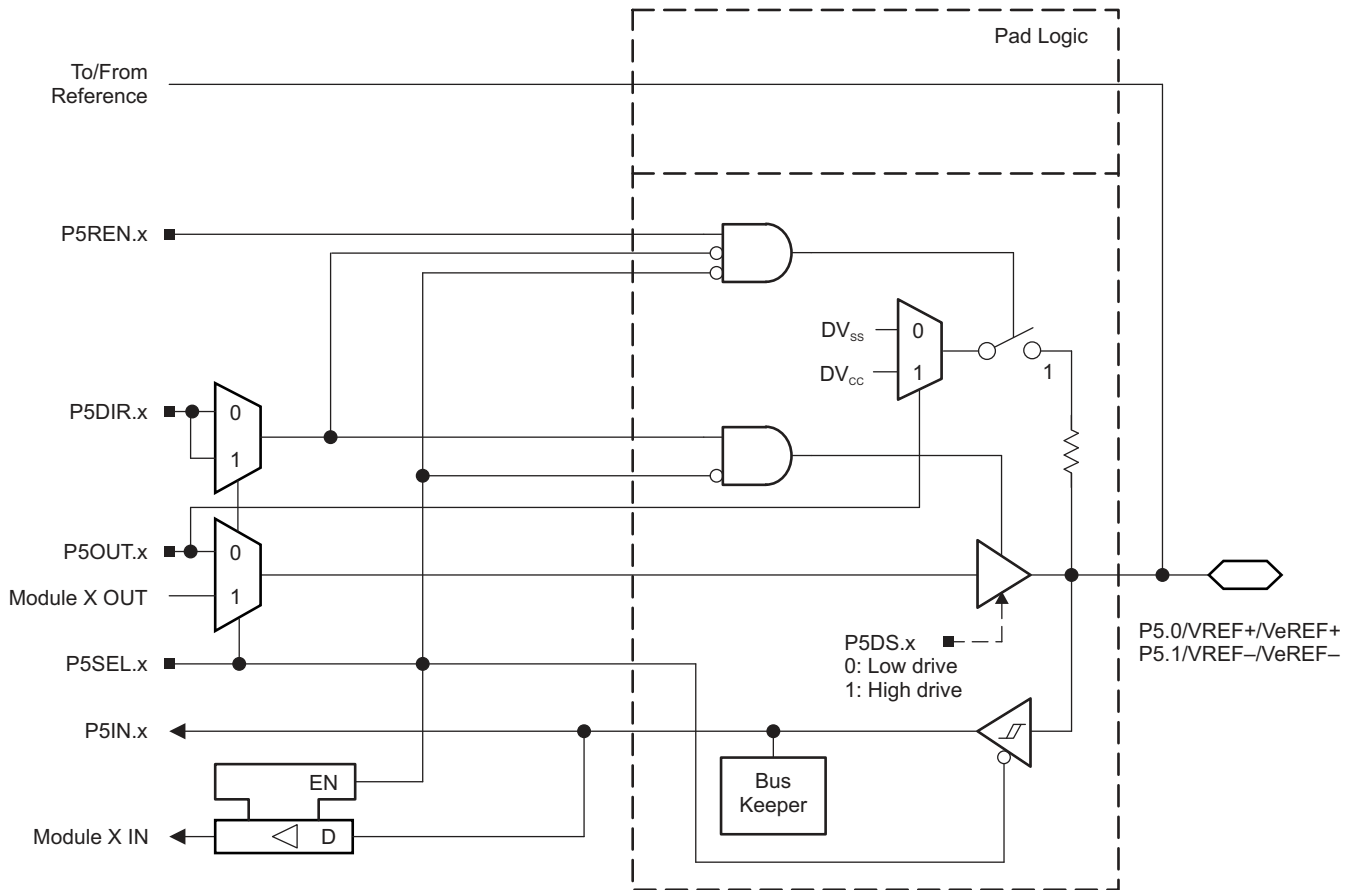 Pad Logic
To/From
Reference
P5REN.x
DVSS
0
DVCC
1
1
P5DIR.x
0
1
P5OUT.x
0
Module X OUT
1
P5DS.x
0: Low drive
1: High drive
P5.0/VREF+/VeREF+
P5.1/VREF–/VeREF–
P5SEL.x
P5IN.x
EN
Bus
Keeper
Module X IN
D